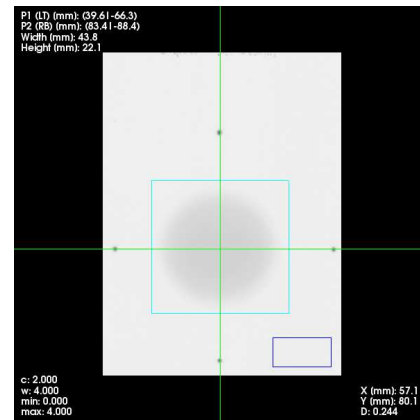 P1 (LT) (mm): (39.6|-66.3)
P2 (RB) (mm): (83.4|-88.4)
Width (mm): 43.8
Height (mm): 22.1
c: 2.000
w: 4.000
min: 0.000
max: 4.000
X (mm): 57.1
Y (mm): 80.1
D: 0.244